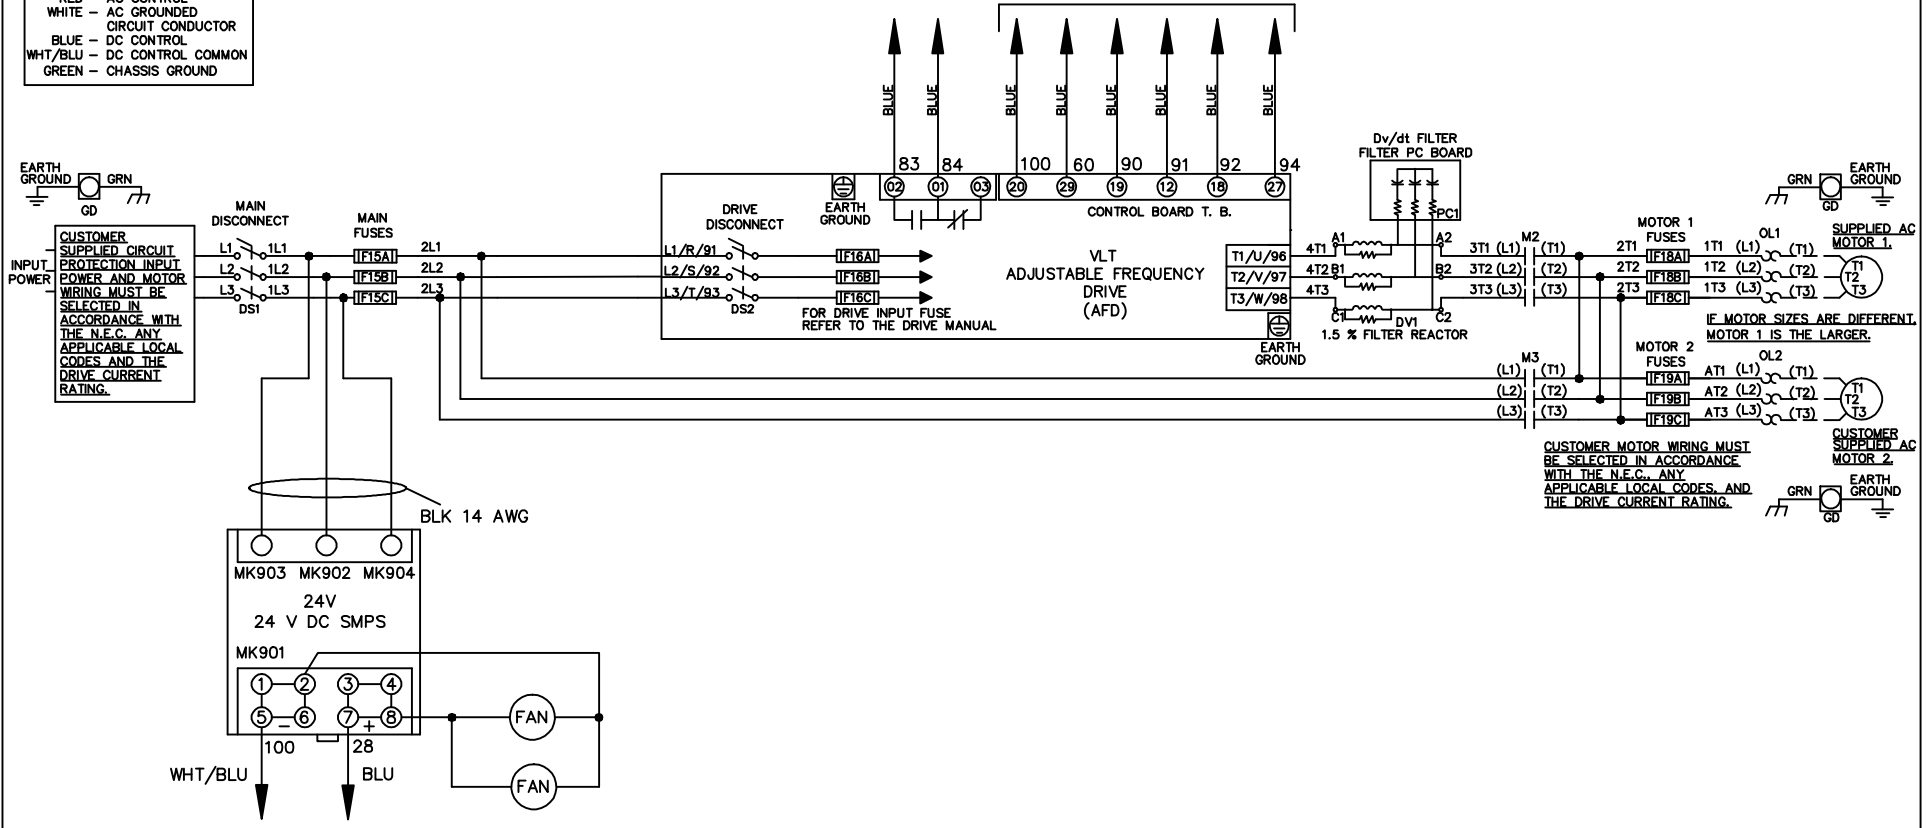 WHITE – AC GROUNDED
CIRCUIT CONDUCTOR
BLUE – DC CONTROL
WHT/BLU – DC CONTROL COMMON
GREEN – CHASSIS GROUND
BLUE
BLUE
BLUE
BLUE
BLUE
BLUE
BLUE
BLUE
83
84
100
60
90
91
92
94
02
01
03
20
29
19
12
18
27
CONTROL BOARD T. B.
EARTH
GROUND
GRN
GD
INPUT
POWER
CUSTOMER
SUPPLIED CIRCUIT
PROTECTION INPUT
POWER AND MOTOR
WIRING MUST BE
SELECTED IN
ACCORDANCE WITH
THE N.E.C. ANY
APPLICABLE LOCAL
CODES AND THE
DRIVE CURRENT
RATING.
MAIN
DISCONNECT
L1 1L1
L2 1L2
L3 1L3
DS1
MAIN
FUSES
F15A
F15B
F15C
2L1
2L2
2L3
L1/R/91
L2/S/92
L3/T/93
DRIVE
DISCONNECT
DS2
EARTH
GROUND
F16A
F16B
F16C
FOR DRIVE INPUT FUSE
REFER TO THE DRIVE MANUAL
VLT
ADJUSTABLE FREQUENCY
DRIVE
(AFD)
T1/U/96
T2/V/97
T3/W/98
EARTH
GROUND
Dv/dt FILTER
FILTER PC BOARD
PC1
4T1 A1 A2
4T2 B1 B2
4T3
C1 C2
DV1
1.5 % FILTER REACTOR
M2
3T1 (L1) (T1)
3T2 (L2) (T2)
3T3 (L3) (T3)
MOTOR 1
FUSES
2T1 F18A 1T1 (L1) (T1)
2T2 F18B 1T2 (L2) (T2)
2T3 F18C 1T3 (L3) (T3)
OL1
T1
T2
T3
GRN
GD
EARTH
GROUND
SUPPLIED AC
MOTOR 1.
IF MOTOR SIZES ARE DIFFERENT,
MOTOR 1 IS THE LARGER.
M3
(L1) (T1)
(L2) (T2)
(L3) (T3)
MOTOR 2
FUSES
F19A AT1 (L1) (T1)
F19B AT2 (L2) (T2)
F19C AT3 (L3) (T3)
OL2
T1
T2
T3
CUSTOMER
SUPPLIED AC
MOTOR 2.
CUSTOMER MOTOR WIRING MUST
BE SELECTED IN ACCORDANCE
WITH THE N.E.C., ANY
APPLICABLE LOCAL CODES, AND
THE DRIVE CURRENT RATING.
GRN
GD
EARTH
GROUND
BLK 14 AWG
MK903 MK902 MK904
24V
24 V DC SMPS
MK901
1 2 3 4
5 – 6 7 + 8
100
28
WHT/BLU
BLU
FAN
FAN